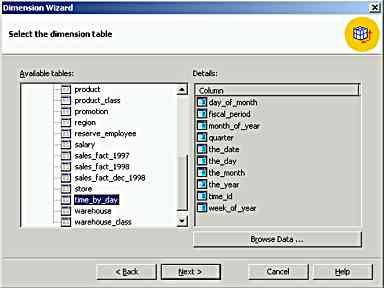 Dimension Wizard
Select the dimension table
Available tables:
product
product_class
promotion
region
reserve_employee
salary
sales_fact_1997
sales_fact_1998
sales_fact_dec_1998
store
time_by_day
warehouse
warehouse_class
Details:
Column
day_of_month
fiscal_period
month_of_year
quarter
the_date
the_day
the_month
the_year
time_id
week_of_year
Browse Data ...
< Back
Next >
Cancel
Help